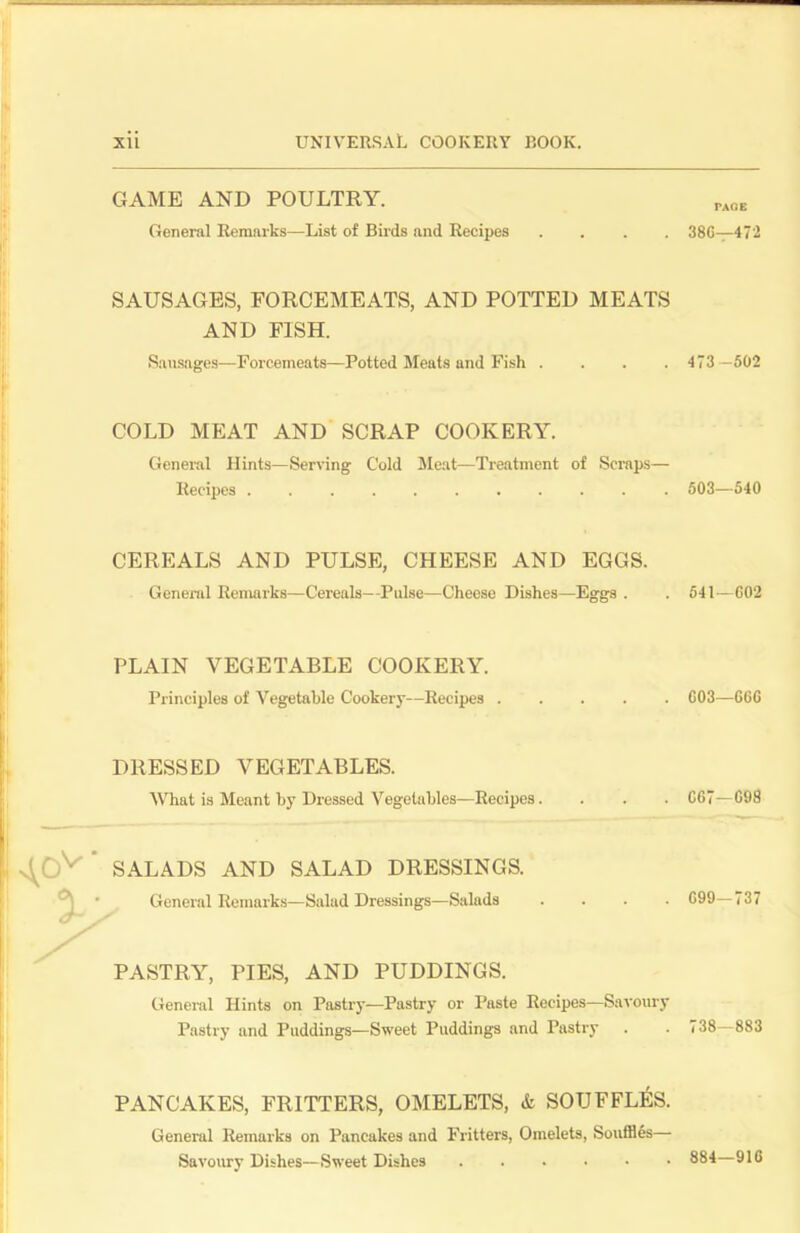 xii UNIVERSAL COOKERY BOOK.
GAME AND POULTRY.
PAGE
General Remarks—List of Birds and Recipes . . . . 386—472
SAUSAGES, FORCEMEATS, AND POTTED MEATS
AND FISH.
Sausages—Forcemeats—Potted Meats and Fish . . . . 473—502
COLD MEAT AND SCRAP COOKERY.
General Hints—Serving Cold Meat—Treatment of Scraps—
Recipes . . . . . . . . . . . 503—540
CEREALS AND PULSE, CHEESE AND EGGS.
General Remarks—Cereals—Pulse—Cheese Dishes—Eggs . . 541—602
PLAIN VEGETABLE COOKERY.
Principles of Vegetable Cookery—Recipes . . . . . 603—666
DRESSED VEGETABLES.
What is Meant by Dressed Vegetables—Recipes . . . . 667—698
SALADS AND SALAD DRESSINGS.
General Remarks—Salad Dressings—Salads . . . . 699—737
PASTRY, PIES, AND PUDDINGS.
General Hints on Pastry—Pastry or Paste Recipes—Savoury
Pastry and Puddings—Sweet Puddings and Pastry . . 738—883
PANCAKES, FRITTERS, OMELETS, & SOUFFLÉS.
General Remarks on Pancakes and Fritters, Omelets, Soufflés—
Savoury Dishes—Sweet Dishes . . . . . . 884—916